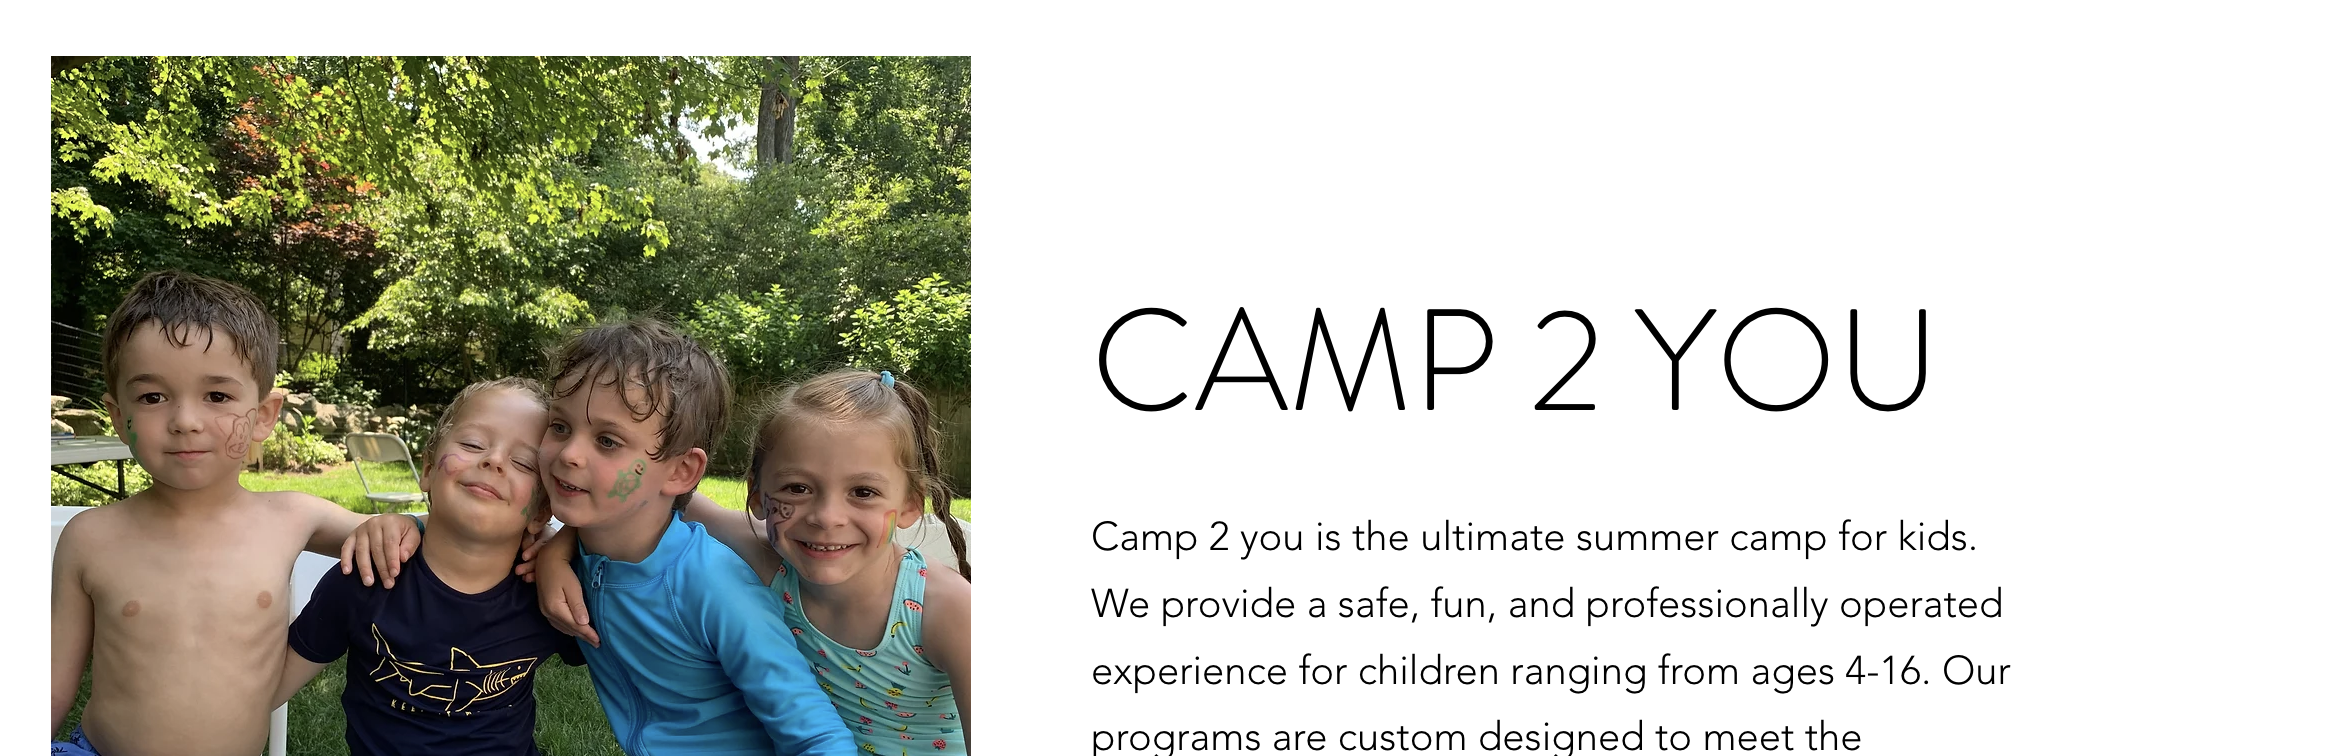 CAMP 2 YOU
Camp 2 you is the ultimate summer camp for kids.
We provide a safe, fun, and professionally operated
experience for children ranging from ages 4-16. Our
programs are custom designed to meet the